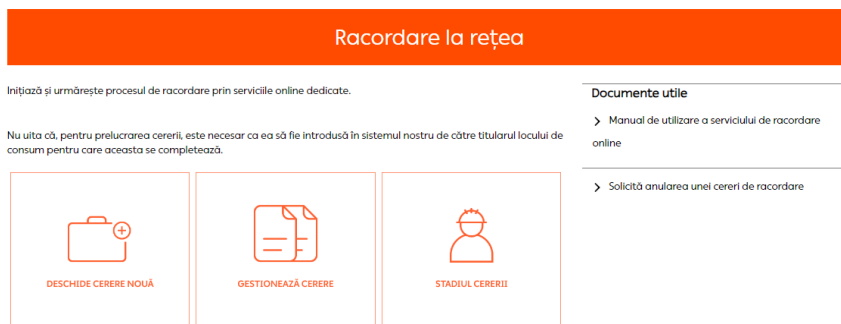 Racordare la rețea
Inițiază și urmărește procesul de racordare prin serviciile online dedicate.
Nu uita că, pentru prelucrarea cererii, este necesar ca ea să fie introdusă în sistemul nostru de către titularul locului de
consum pentru care aceasta se completează.
DESCHIDE CERERE NOUĂ
GESTIONEAZĂ CERERE
STADIUL CERERII
Documente utile
Manual de utilizare a serviciului de racordare
online
Solicită anularea unei cereri de racordare